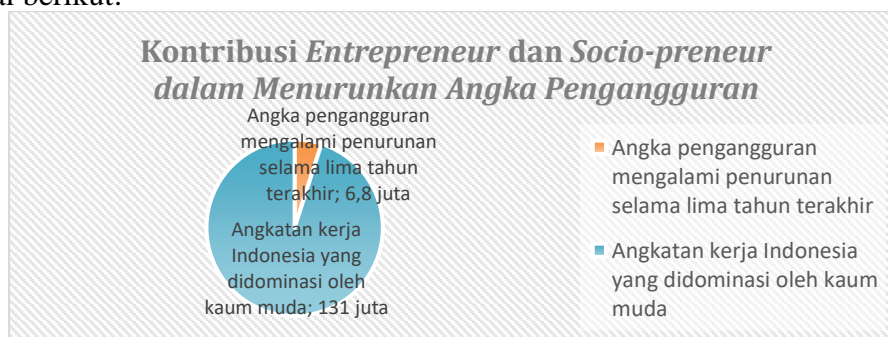 Kontribusi Entrepreneur dan Socio-preneur
dalam Menurunkan Angka Pengangguran
Angka pengangguran
mengalami penurunan
selama lima tahun
terakhir; 6,8 juta
Angkatan kerja
Indonesia yang
didominasi oleh
kaum muda; 131 juta
Angka pengangguran
mengalami penurunan
selama lima tahun terakhir
Angkatan kerja Indonesia
yang didominasi oleh kaum
muda